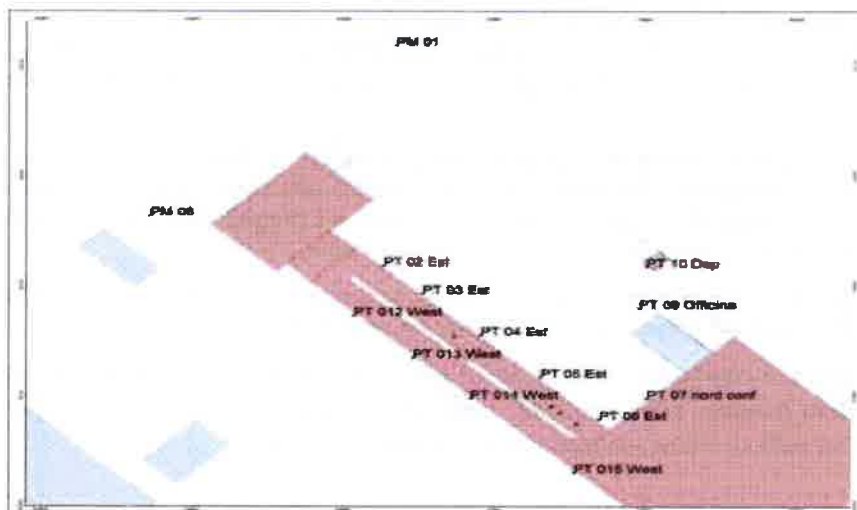 PM 01
PM 08
PT 02 Est
PT 10 Dep
PT 03 Est
PT 09 Officina
PT 012 West
PT 04 Est
PT 013 West
PT 05 Est
PT 014 West
PT 07 nord conf
PT 06 Est
PT 015 West